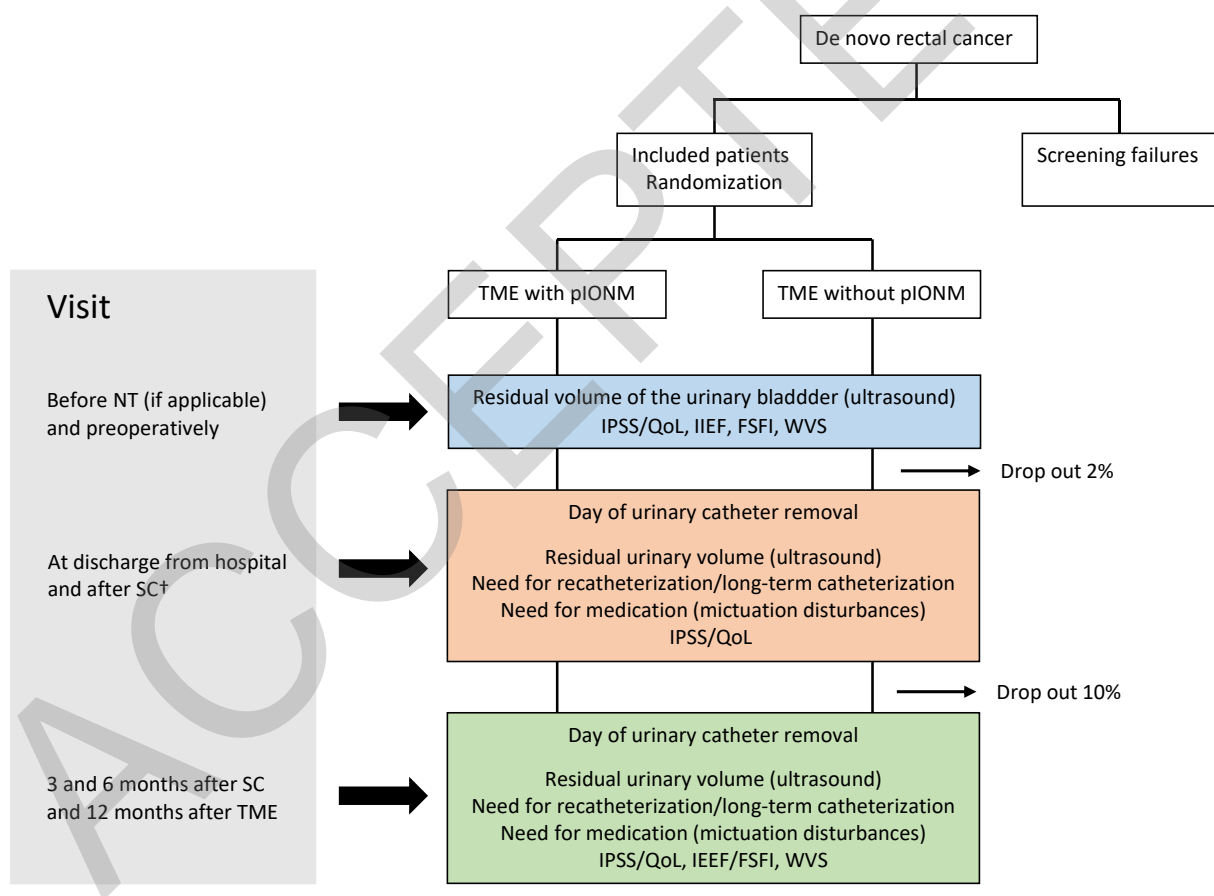 De novo rectal cancer
Included patients
Randomization
Screening failures
TME with pIONM
TME without pIONM
Visit
Before NT (if applicable)
and preoperatively
Residual volume of the urinary bladdder (ultrasound)
IPSS/QoL, IIEF, FSFI, WVS
Drop out 2%
At discharge from hospital
and after SC†
Day of urinary catheter removal
Residual urinary volume (ultrasound)
Need for recatheterization/long-term catheterization
Need for medication (mictuation disturbances)
IPSS/QoL
Drop out 10%
3 and 6 months after SC
and 12 months after TME
Day of urinary catheter removal
Residual urinary volume (ultrasound)
Need for recatheterization/long-term catheterization
Need for medication (mictuation disturbances)
IPSS/QoL, IEEF/FSFI, WVS
ACCEPTE